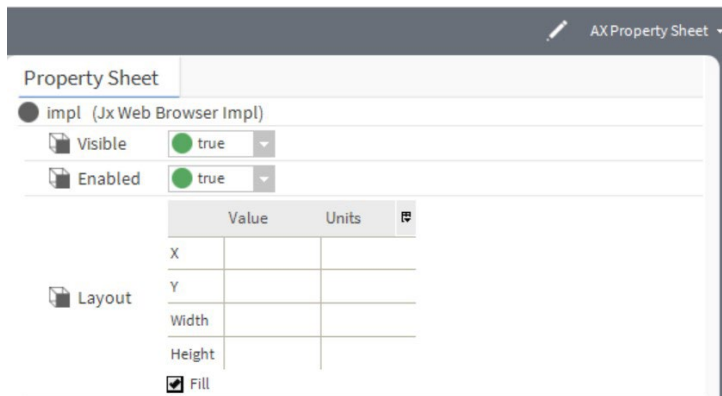 AX Property Sheet
Property Sheet
impl (Jx Web Browser Impl)
Visible true
Enabled true
Value Units
X
Y
Layout
Width
Height
Fill